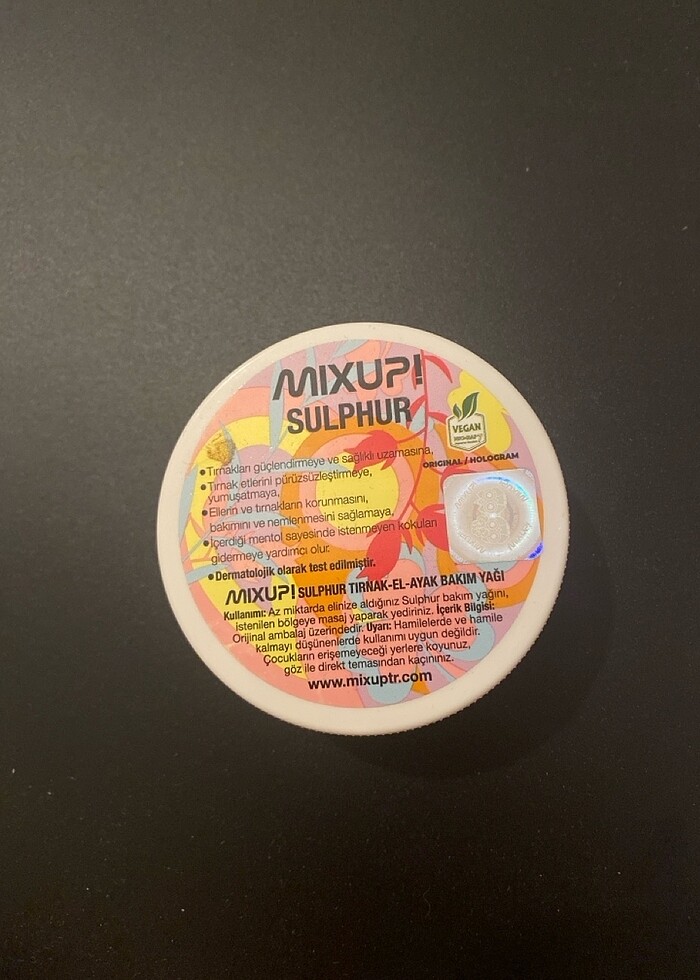 MIXUP!
SULPHUR
VEGAN
ORIGINAL / HOLOGRAM
•Tırnakları güçlendirmeye ve sağlıklı uzamasına,
•Tırnak etlerini pürüzsüzleştirmeye,
yumuşatmaya,
•Ellerin ve tırnakların korunmasını,
bakımını ve nemlenmesini sağlamaya,
•İçerdiği mentol sayesinde istenmeyen kokuları
gidermeye yardımcı olur.
•Dermatolojik olarak test edilmiştir.
MIXUP! SULPHUR TIRNAK-EL-AYAK BAKIM YAĞI
Kullanımı: Az miktarda elinize aldığınız Sulphur bakım yağını,
istenilen bölgeye masaj yaparak yediriniz. İçerik Bilgisi:
Orijinal ambalaj üzerindedir. Uyarı: Hamilelerde ve hamile
kalmayı düşünenlerde kullanımı uygun değildir.
Çocukların erişemeyeceği yerlere koyunuz,
göz ile direkt temasından kaçınınız.
www.mixuptr.com